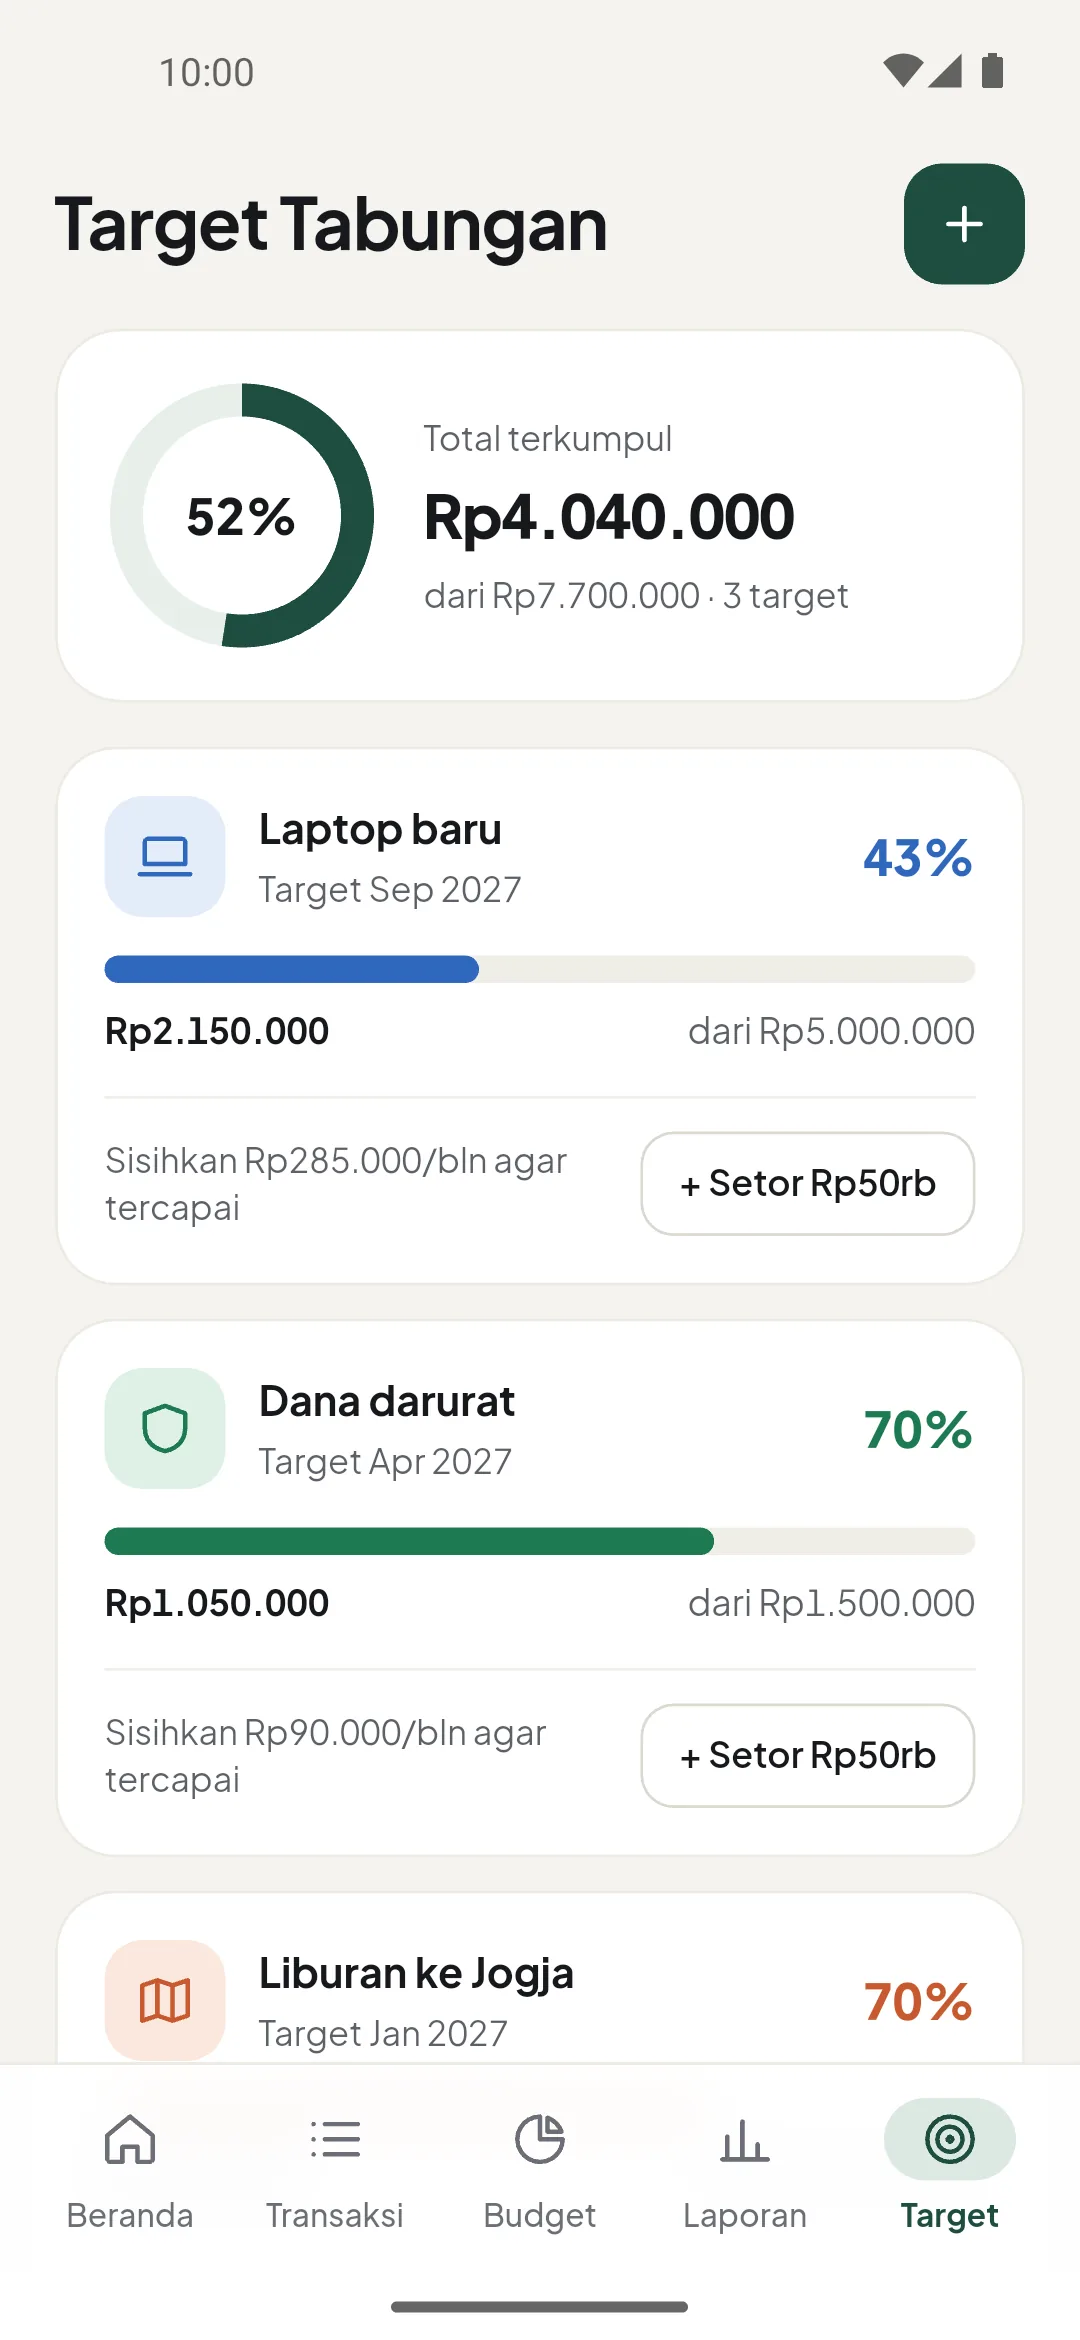 10:00
Target Tabungan
52%
Total terkumpul
Rp4.040.000
dari Rp7.700.000 · 3 target
Laptop baru
Target Sep 2027
43%
Rp2.150.000
dari Rp5.000.000
Sisihkan Rp285.000/bln agar
tercapai
+ Setor Rp50rb
Dana darurat
Target Apr 2027
70%
Rp1.050.000
dari Rp1.500.000
Sisihkan Rp90.000/bln agar
tercapai
+ Setor Rp50rb
Liburan ke Jogja
Target Jan 2027
70%
Beranda
Transaksi
Budget
Laporan
Target